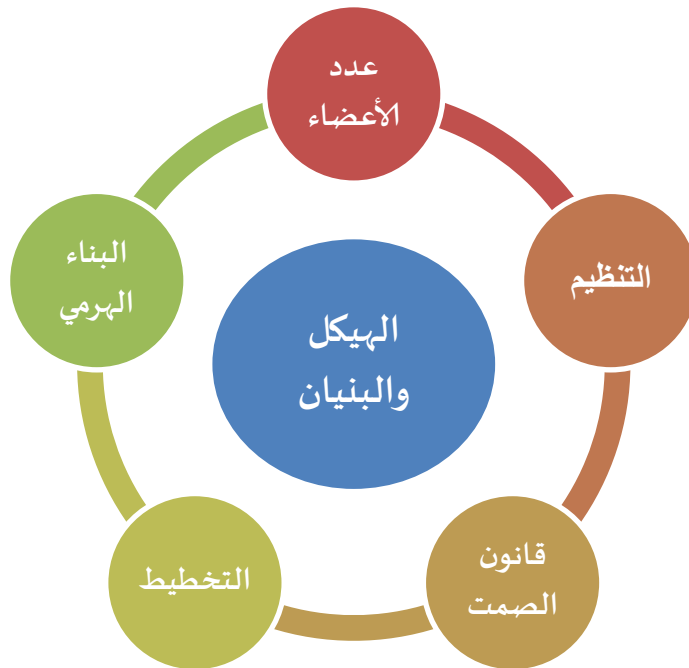 عدد
الأعضاء
التنظيم
قانون
الصمت
التخطيط
البناء
الهرمي
الهيكل
والبنيان